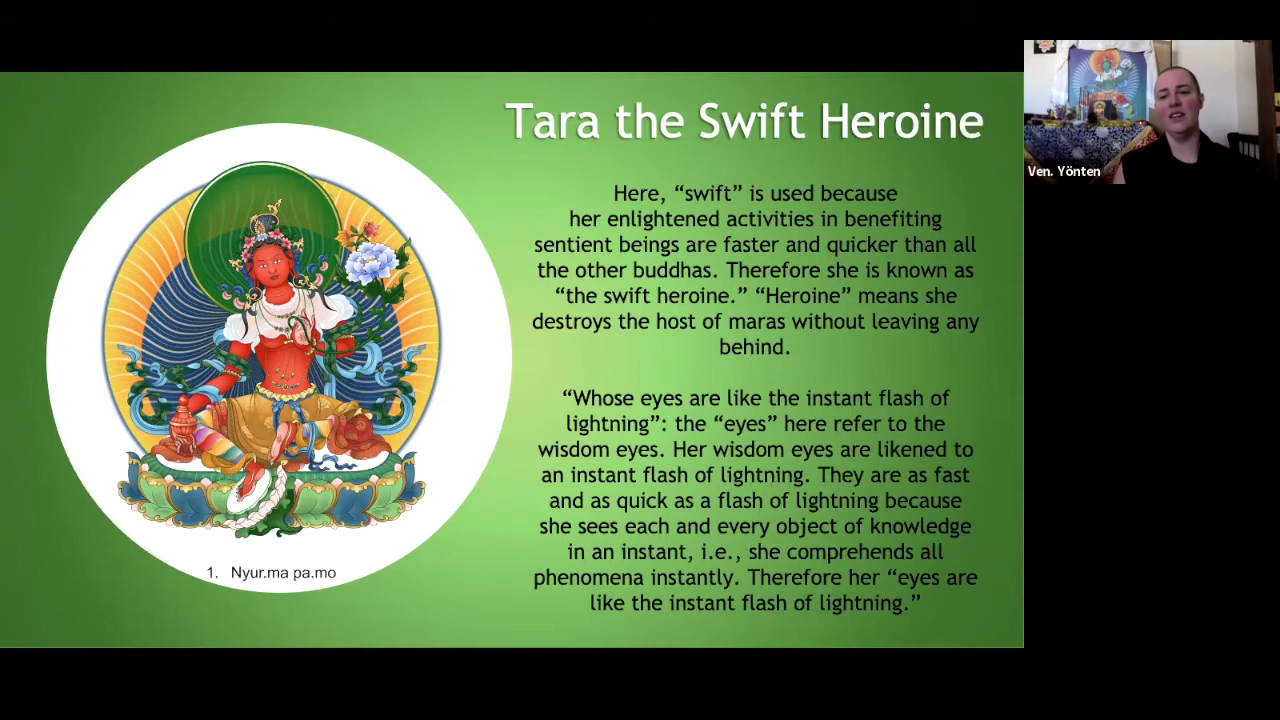 Tara the Swift Heroine
Here, “swift” is used because
her enlightened activities in benefiting
sentient beings are faster and quicker than all
the other buddhas. Therefore she is known as
“the swift heroine.” “Heroine” means she
destroys the host of maras without leaving any
behind.
“Whose eyes are like the instant flash of
lightning”: the “eyes” here refer to the
wisdom eyes. Her wisdom eyes are likened to
an instant flash of lightning. They are as fast
and as quick as a flash of lightning because
she sees each and every object of knowledge
in an instant, i.e., she comprehends all
phenomena instantly. Therefore her “eyes are
like the instant flash of lightning.”
1. Nyur.ma pa.mo
Ven. Yönten